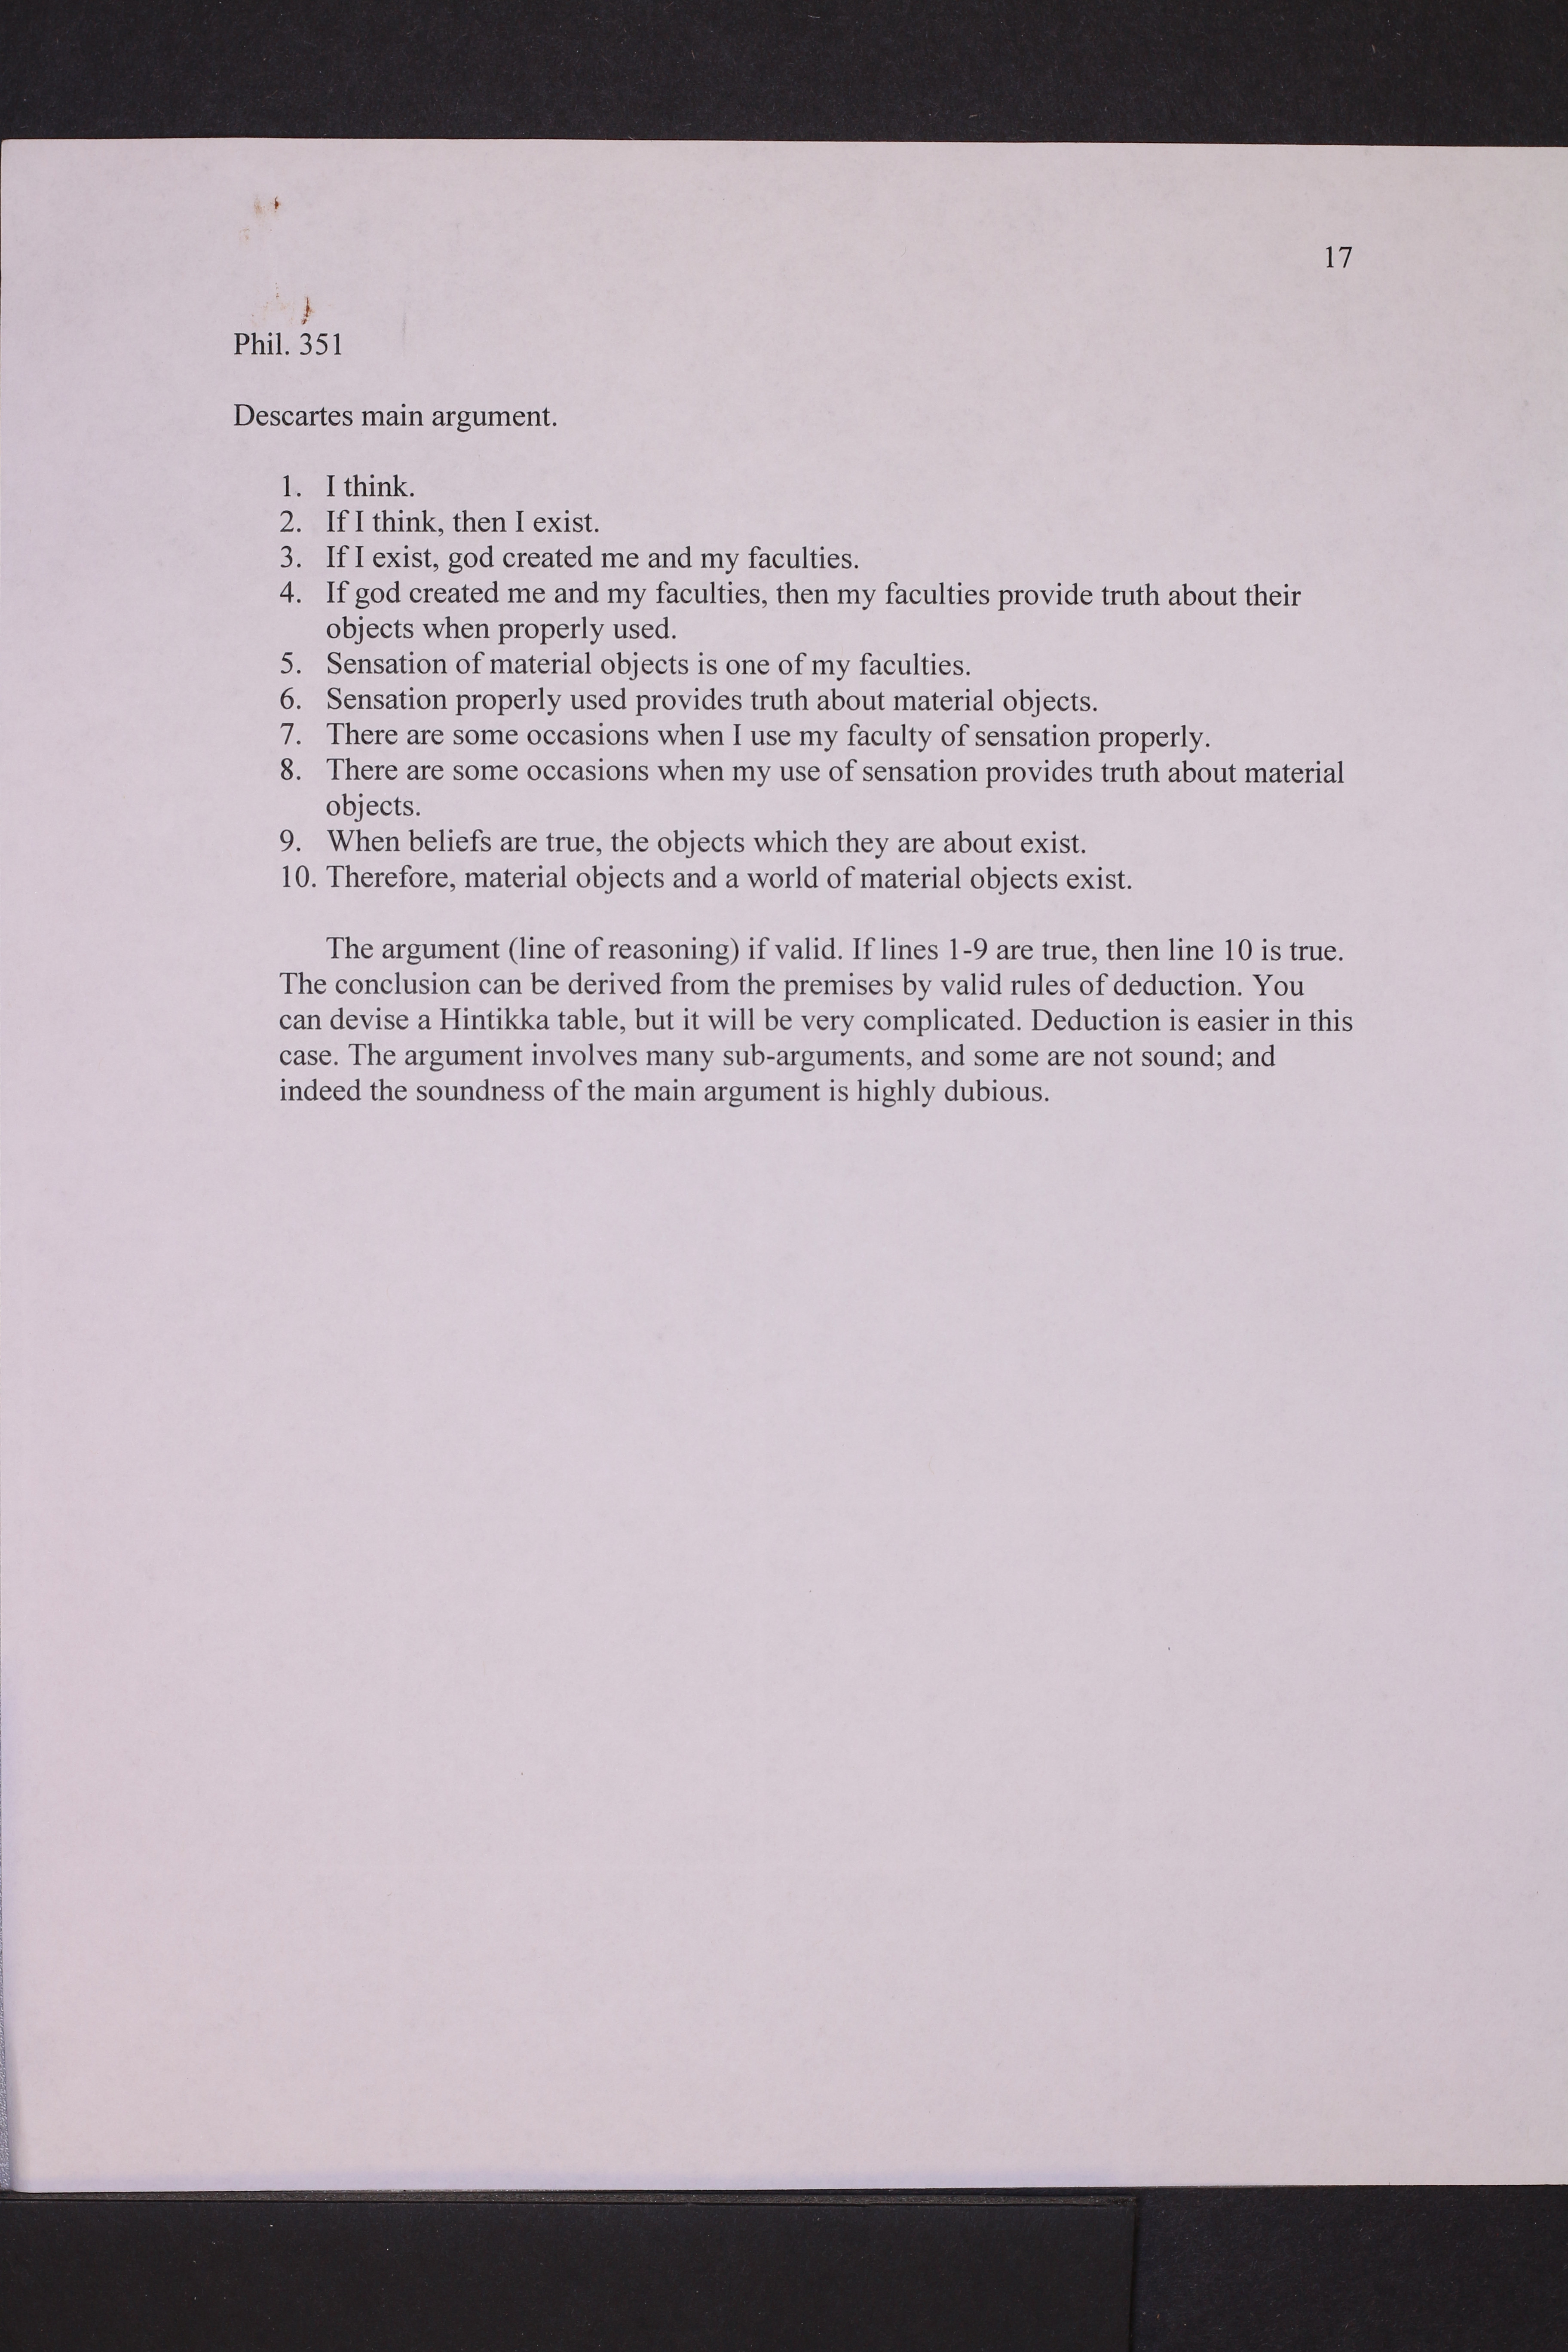 17
Phil. 351
Descartes main argument.
1. I think.
2. If I think, then I exist.
3. If I exist, god created me and my faculties.
4. If god created me and my faculties, then my faculties provide truth about their
objects when properly used.
5. Sensation of material objects is one of my faculties.
6. Sensation properly used provides truth about material objects.
7. There are some occasions when I use my faculty of sensation properly.
8. There are some occasions when my use of sensation provides truth about material
objects.
9. When beliefs are true, the objects which they are about exist.
10. Therefore, material objects and a world of material objects exist.
The argument (line of reasoning) if valid. If lines 1-9 are true, then line 10 is true.
The conclusion can be derived from the premises by valid rules of deduction. You
can devise a Hintikka table, but it will be very complicated. Deduction is easier in this
case. The argument involves many sub-arguments, and some are not sound; and
indeed the soundness of the main argument is highly dubious.